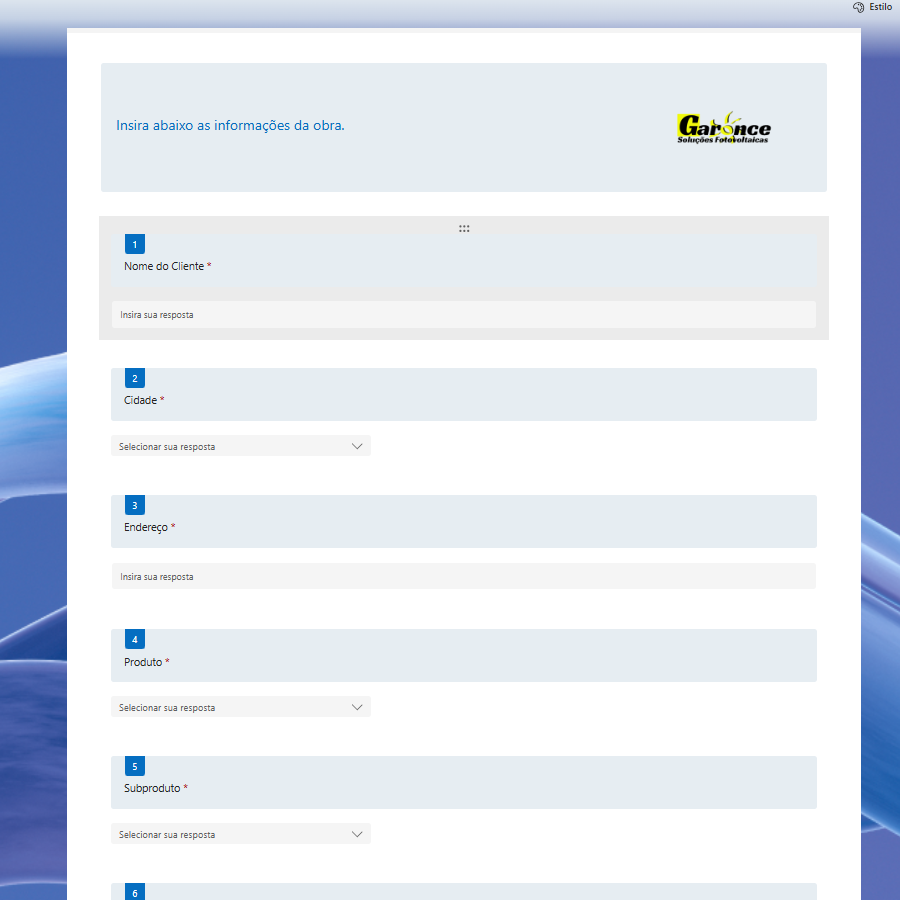 Estilo
Insira abaixo as informações da obra.
Garonce
Soluções Fotovoltaicas
1
Nome do Cliente *
Insira sua resposta
2
Cidade *
Selecionar sua resposta
3
Endereço *
Insira sua resposta
4
Produto *
Selecionar sua resposta
5
Subproduto *
Selecionar sua resposta
6